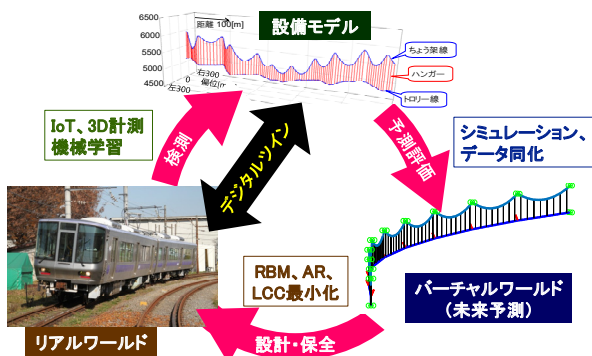 設備モデル
6500
6000
5500
5000
4500
距離 100[m]
右300
0
左300
偏位[m
ちょう架線
ハンガー
トロリー線
IoT、3D計測
機械学習
検測
デジタルツイン
予測評価
シミュレーション、
データ同化
RBM、AR、
LCC最小化
バーチャルワールド
(未来予測)
リアルワールド
設計・保全